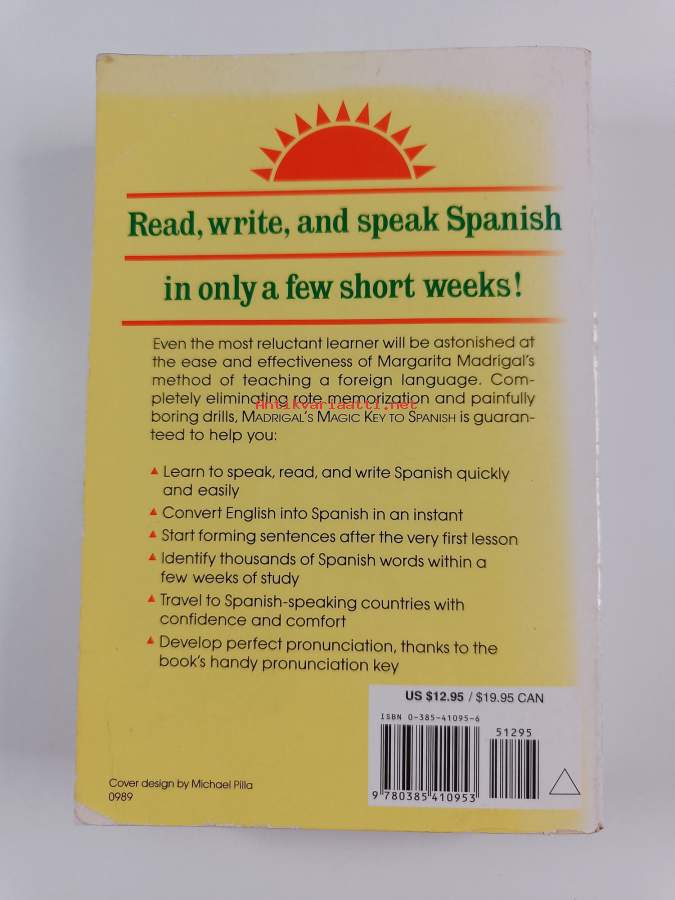 Read, write, and speak Spanish
in only a few short weeks!
Even the most reluctant learner will be astonished at
the ease and effectiveness of Margarita Madrigal's
method of teaching a foreign language. Com-
pletely eliminating rote memorization and painfully
Antikvariaatti.net
boring drills, MADRIGAL'S MAGIC KEY TO SPANISH is guaran-
teed to help you:
Learn to speak, read, and write Spanish quickly
and easily
Convert English into Spanish in an instant
Start forming sentences after the very first lesson
Identify thousands of Spanish words within a
few weeks of study
Travel to Spanish-speaking countries with
confidence and comfort
Develop perfect pronunciation, thanks to the
book's handy pronunciation key
US $12.95 / $19.95 CAN
ISBN 0-385-41095-6
51295
9 780385 410953
Cover design by Michael Pilla
0989